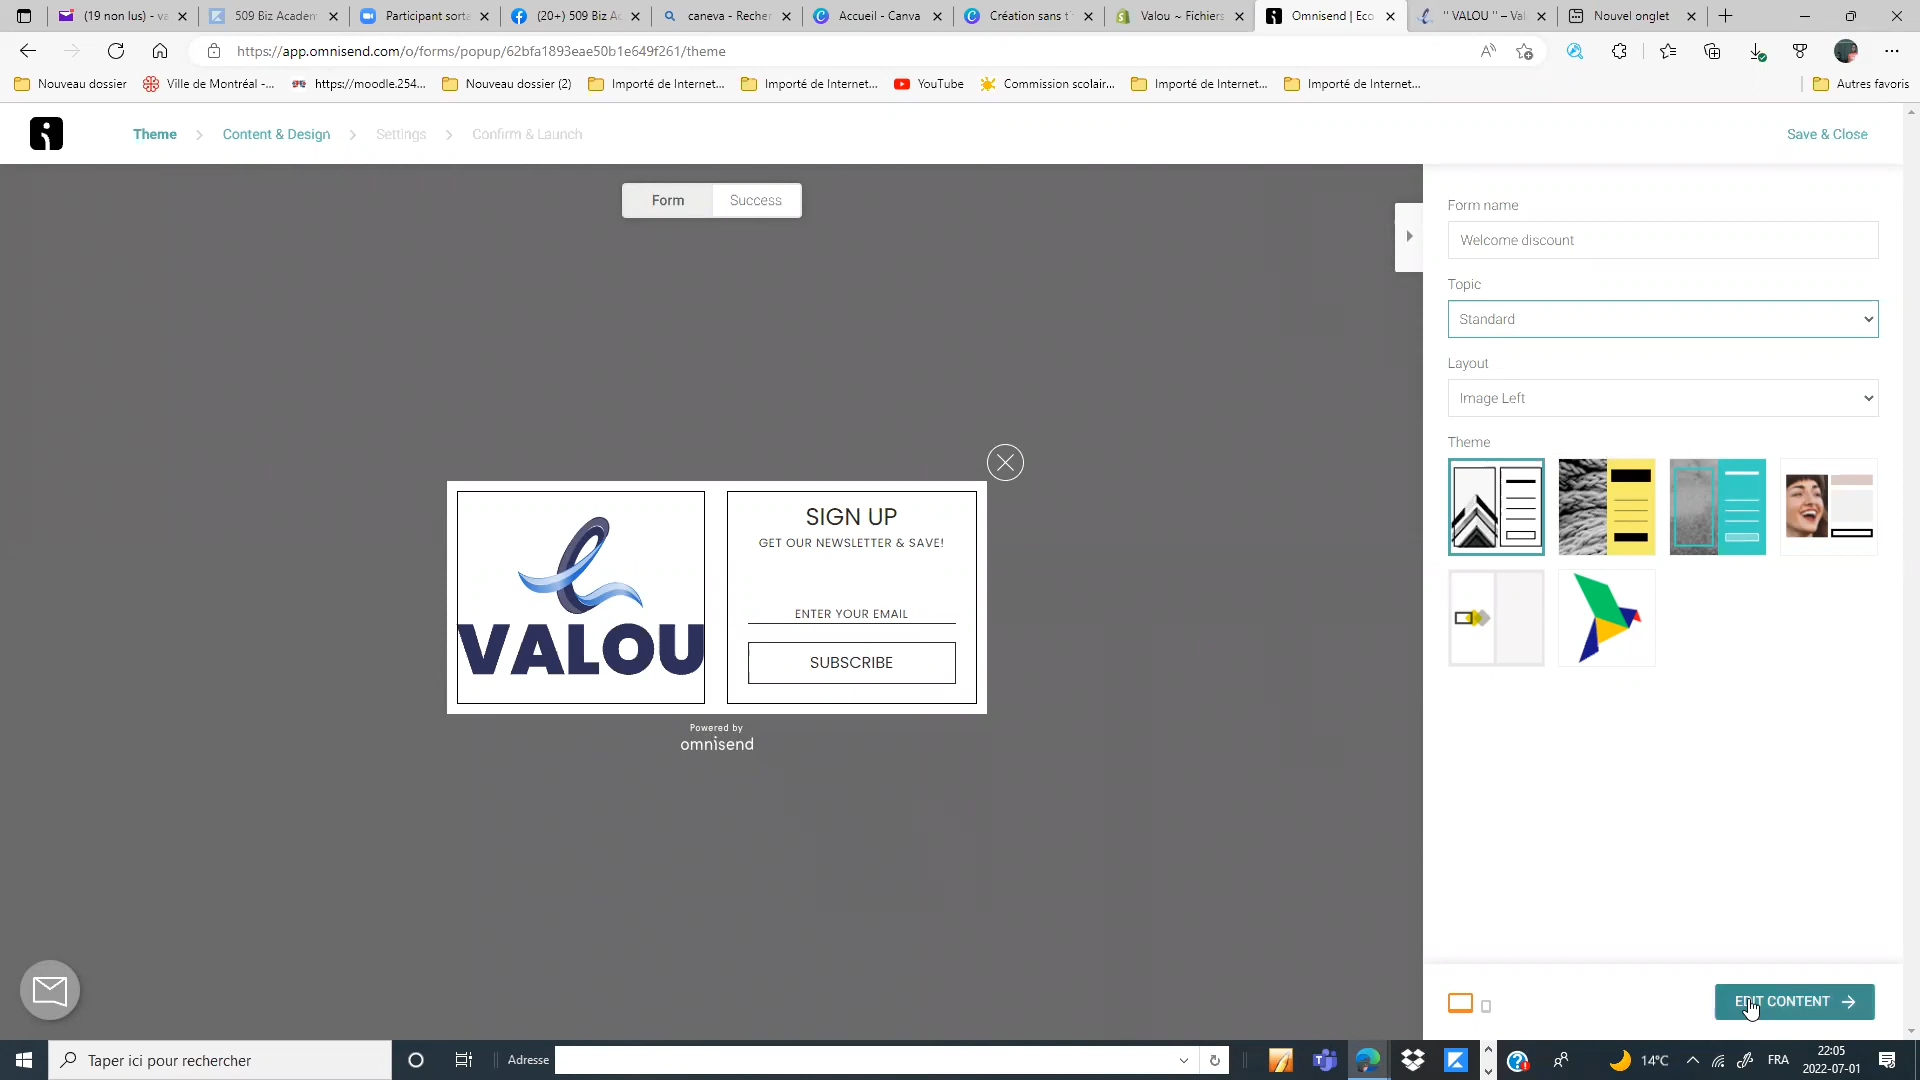 (19 non lus) - va
509 Biz Academ
Participant sorta
(20+) 509 Biz Ac
caneva - Recher
Accueil - Canva
Création sans t
Valou ~ Fichiers
Omnisend | Eco
" VALOU " – Val
Nouvel onglet
https://app.omnisend.com/o/forms/popup/62bfa1893eae50b1e649f261/theme
Nouveau dossier
Ville de Montréal -...
https://moodle.254...
Nouveau dossier (2)
Importé de Internet...
Importé de Internet...
YouTube
Commission scolair...
Importé de Internet...
Importé de Internet...
Autres favoris
Theme
Content & Design
Settings
Confirm & Launch
Save & Close
Form
Success
Form name
Welcome discount
Topic
Standard
Layout
Image Left
Theme
VALOU
SIGN UP
GET OUR NEWSLETTER & SAVE!
ENTER YOUR EMAIL
SUBSCRIBE
Powered by
omnisend
EDIT CONTENT
Taper ici pour rechercher
Adresse
14°C
FRA
22:05
2022-07-01